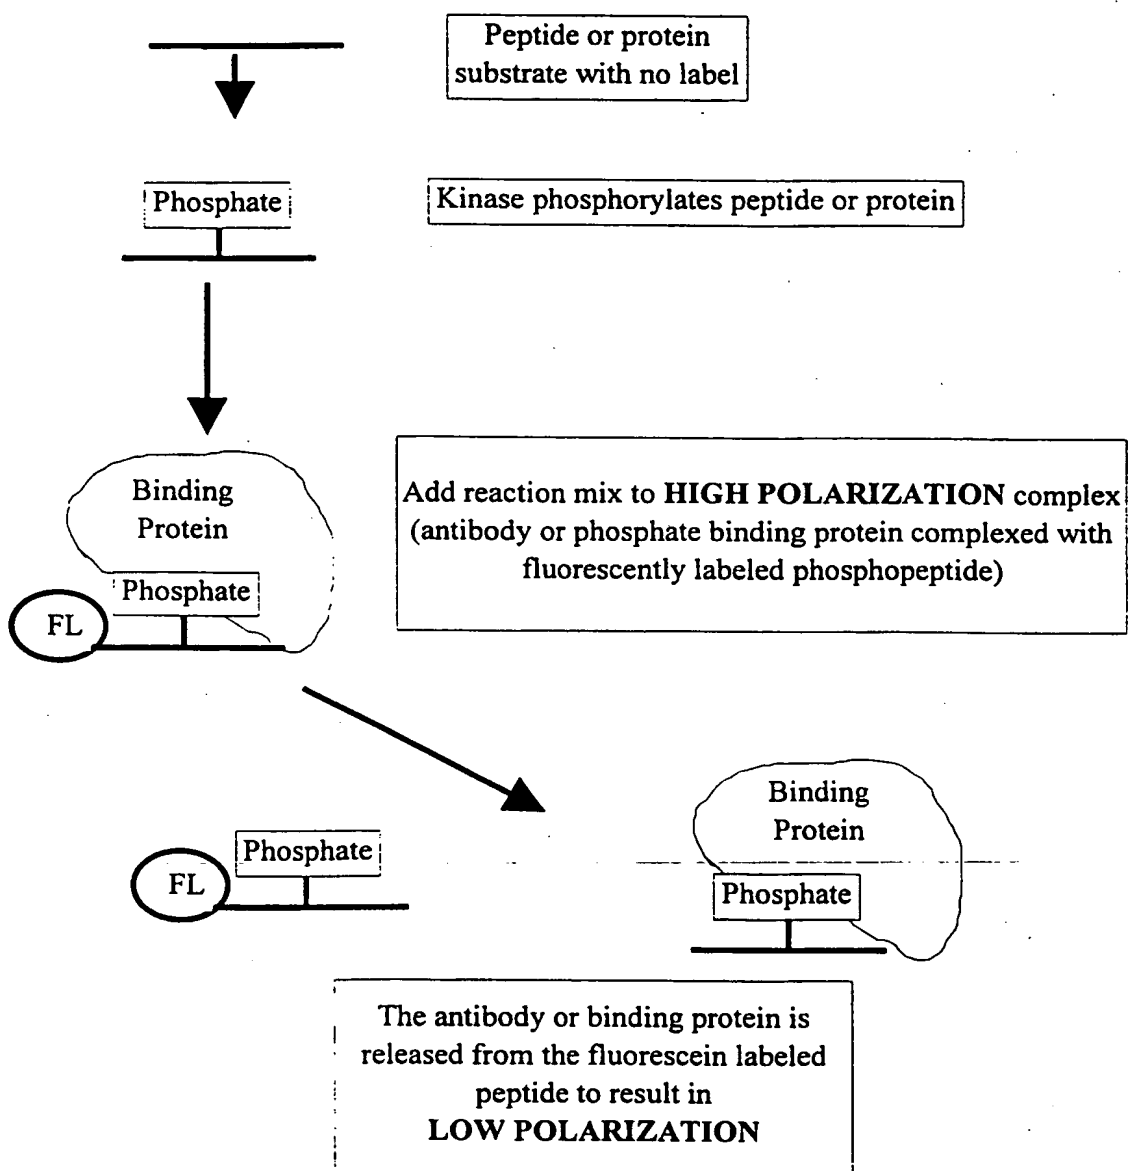 Peptide or protein
substrate with no label
Phosphate
Kinase phosphorylates peptide or protein
Binding
Protein
Phosphate
FL
Add reaction mix to HIGH POLARIZATION complex
(antibody or phosphate binding protein complexed with
fluorescently labeled phosphopeptide)
Phosphate
FL
Binding
Protein
Phosphate
The antibody or binding protein is
released from the fluorescein labeled
peptide to result in
LOW POLARIZATION